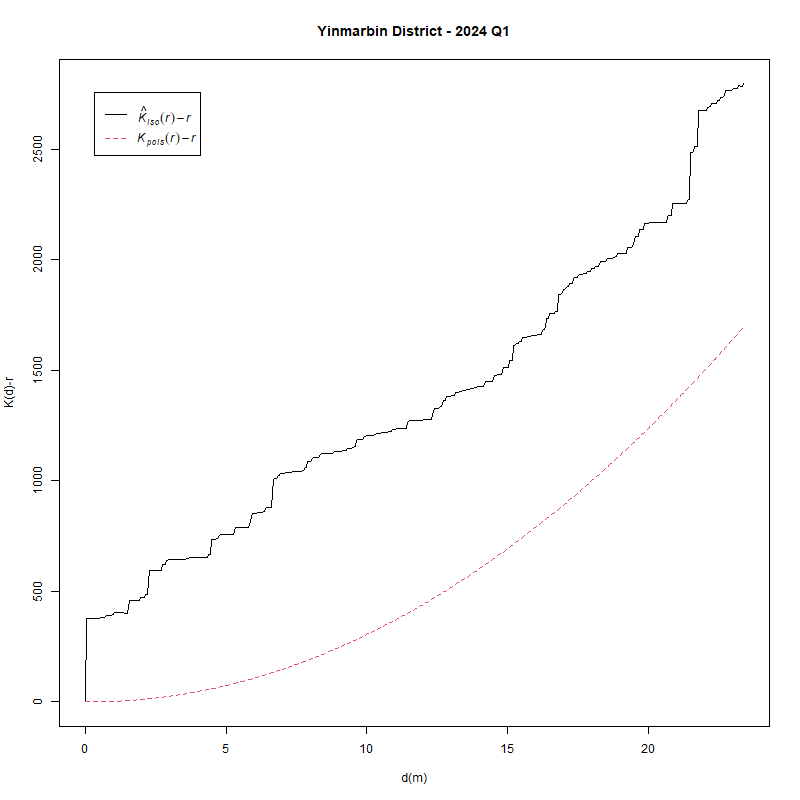 Yinmarbin District - 2024 Q1
K̂iso(r) − r
Kpois(r) − r
K(d)-r
2500
2000
1500
1000
500
0
0 5 10 15 20
d(m)